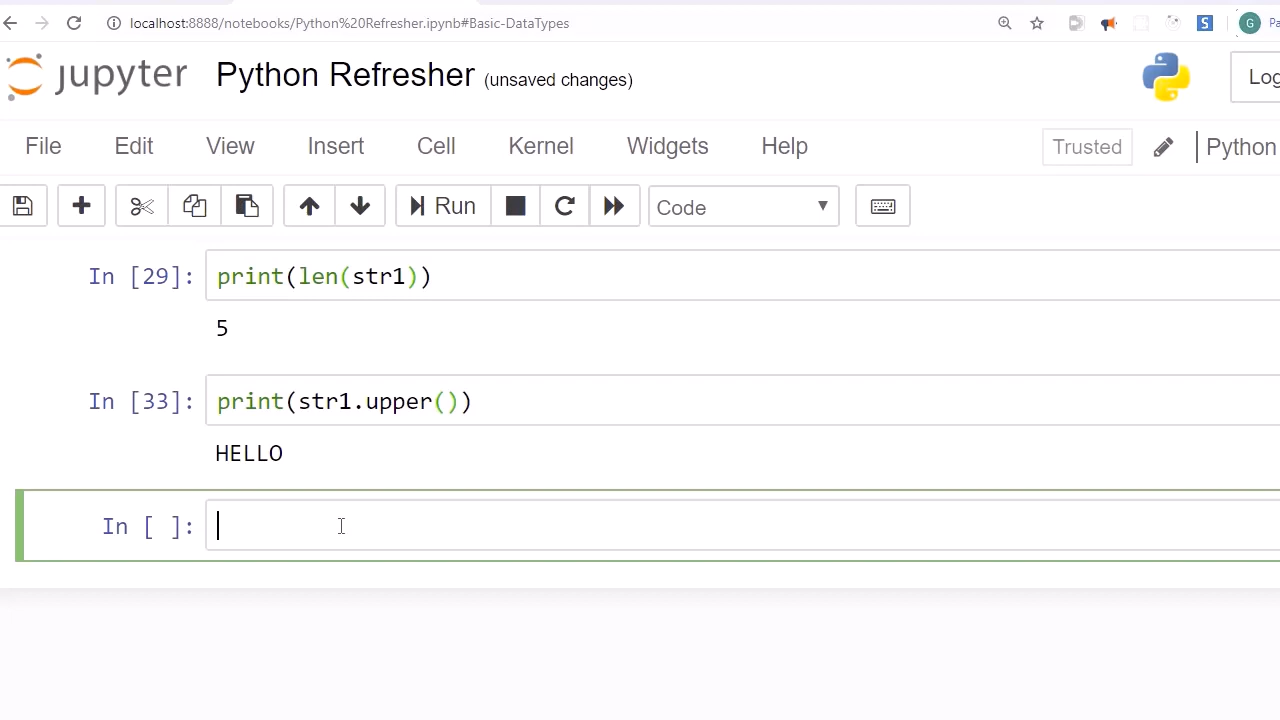 localhost:8888/notebooks/Python%20Refresher.ipynb#Basic-DataTypes
S
G
Pa
jupyter Python Refresher (unsaved changes)
Log
File Edit View Insert Cell Kernel Widgets Help Trusted Python
Run Code
In [29]: print(len(str1))
5
In [33]: print(str1.upper())
HELLO
In [ ]: